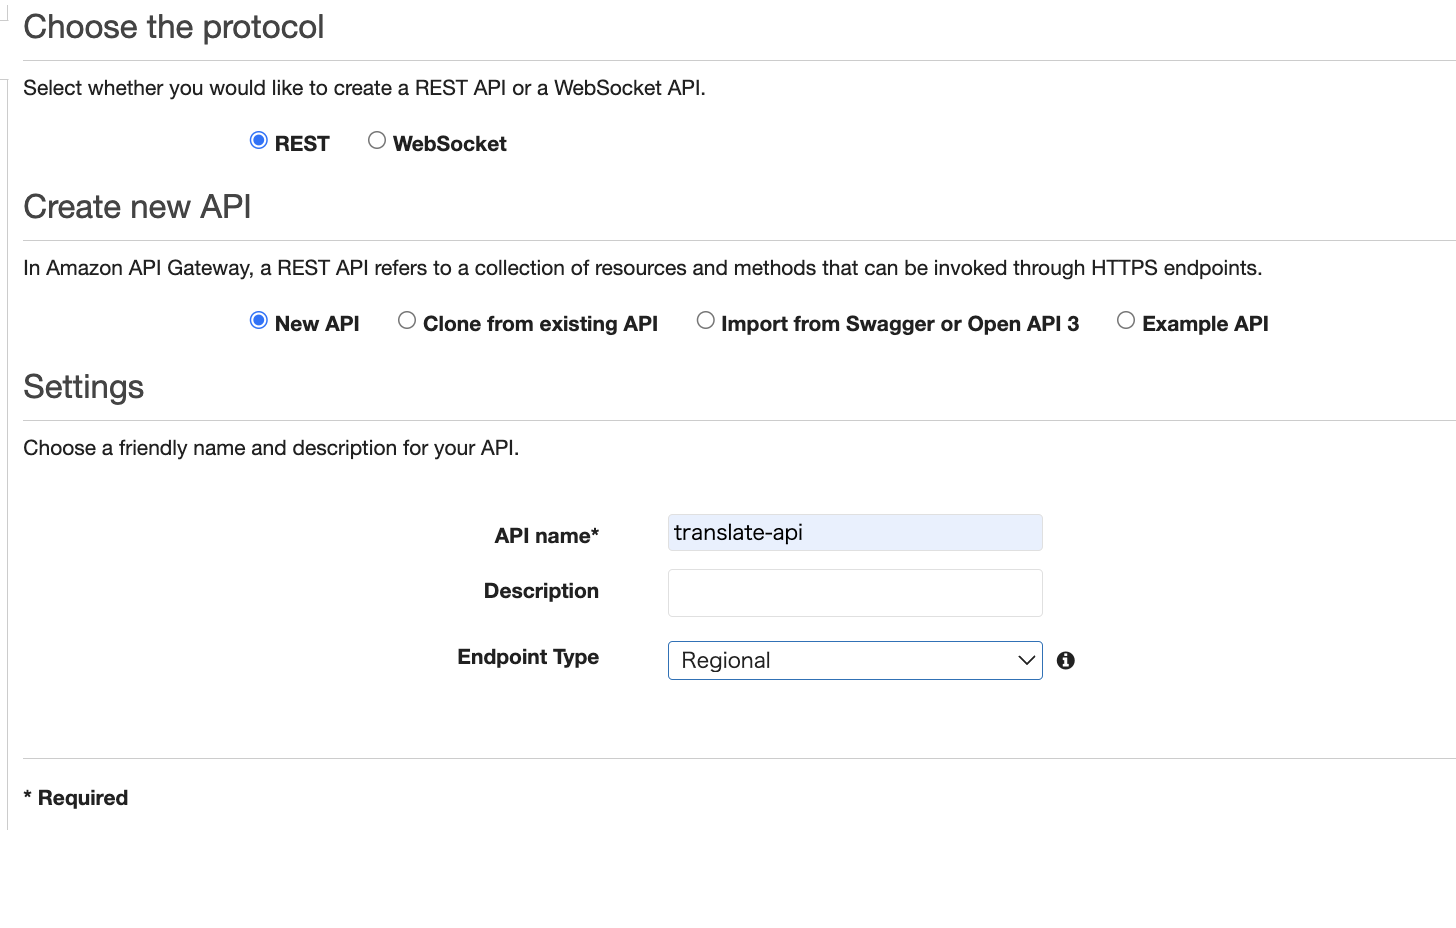 Choose the protocol
Select whether you would like to create a REST API or a WebSocket API.
REST WebSocket
Create new API
In Amazon API Gateway, a REST API refers to a collection of resources and methods that can be invoked through HTTPS endpoints.
New API Clone from existing API Import from Swagger or Open API 3 Example API
Settings
Choose a friendly name and description for your API.
API name* translate-api
Description
Endpoint Type Regional
* Required